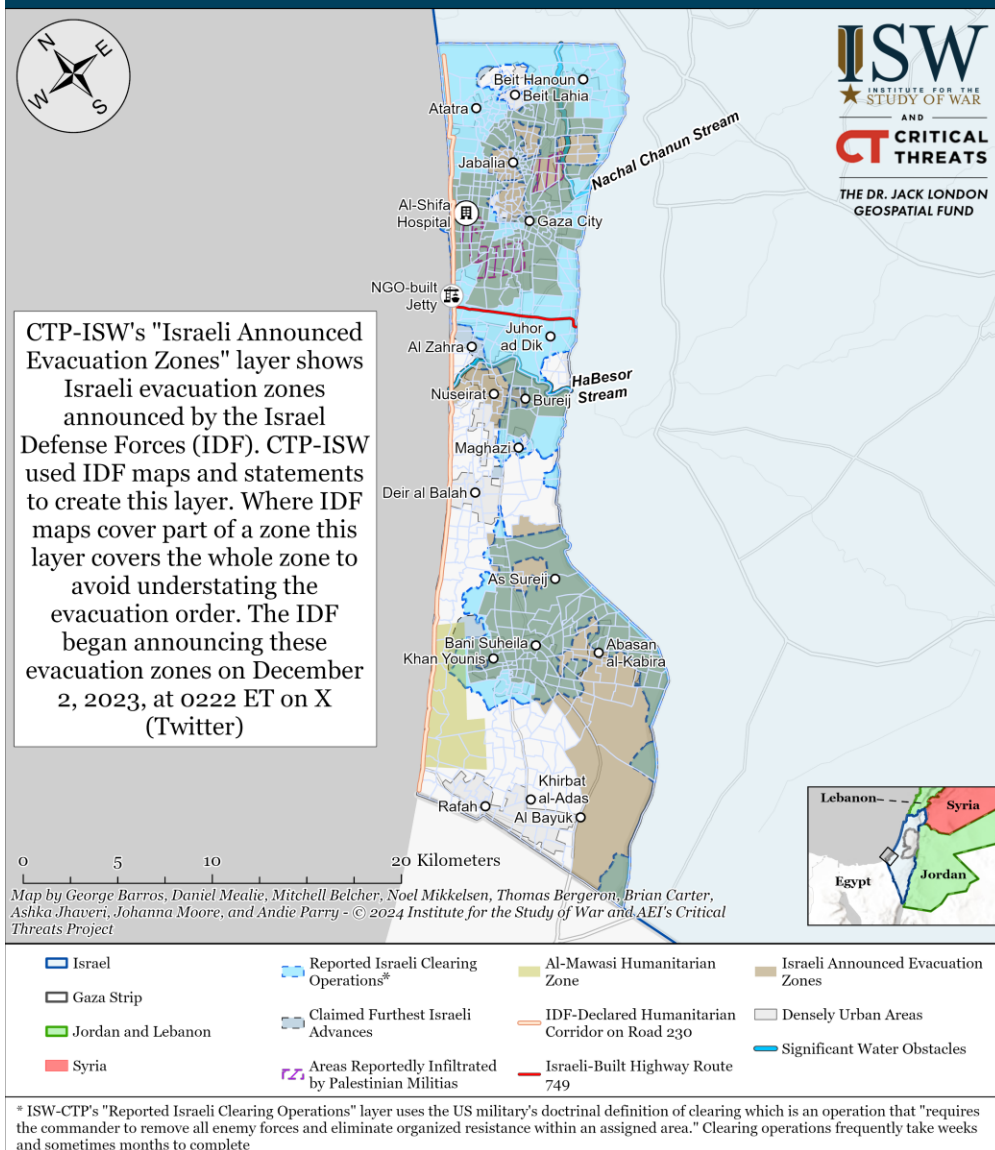 N
E
W
S
ISW
INSTITUTE FOR THE
STUDY OF WAR
AND
CT CRITICAL
THREATS
THE DR. JACK LONDON
GEOSPATIAL FUND
Beit Hanoun
Beit Lahia
Atatra
Nachal Chanun Stream
Jabalia
Al-Shifa
Hospital
Gaza City
NGO-built
Jetty
Juhor
ad Dik
Al Zahra
HaBesor
Stream
Nuseirat
Bureij
Maghazi
Deir al Balah
As Sureij
Bani Suheila
Khan Younis
Abasan
al-Kabira
Khirbat
al-Adas
Rafah
Al Bayuk
CTP-ISW's "Israeli Announced
Evacuation Zones" layer shows
Israeli evacuation zones
announced by the Israel
Defense Forces (IDF). CTP-ISW
used IDF maps and statements
to create this layer. Where IDF
maps cover part of a zone this
layer covers the whole zone to
avoid understating the
evacuation order. The IDF
began announcing these
evacuation zones on December
2, 2023, at 0222 ET on X
(Twitter)
Lebanon
Syria
Egypt
Jordan
0 5 10 20 Kilometers
Map by George Barros, Daniel Mealie, Mitchell Belcher, Noel Mikkelsen, Thomas Bergeron, Brian Carter,
Ashka Jhaveri, Johanna Moore, and Andie Parry - © 2024 Institute for the Study of War and AEI's Critical
Threats Project
Israel
Gaza Strip
Jordan and Lebanon
Syria
Reported Israeli Clearing
Operations*
Claimed Furthest Israeli
Advances
Areas Reportedly Infiltrated
by Palestinian Militias
Al-Mawasi Humanitarian
Zone
IDF-Declared Humanitarian
Corridor on Road 230
Israeli-Built Highway Route
749
Israeli Announced Evacuation
Zones
Densely Urban Areas
Significant Water Obstacles
* ISW-CTP's "Reported Israeli Clearing Operations" layer uses the US military's doctrinal definition of clearing which is an operation that "requires
the commander to remove all enemy forces and eliminate organized resistance within an assigned area." Clearing operations frequently take weeks
and sometimes months to complete